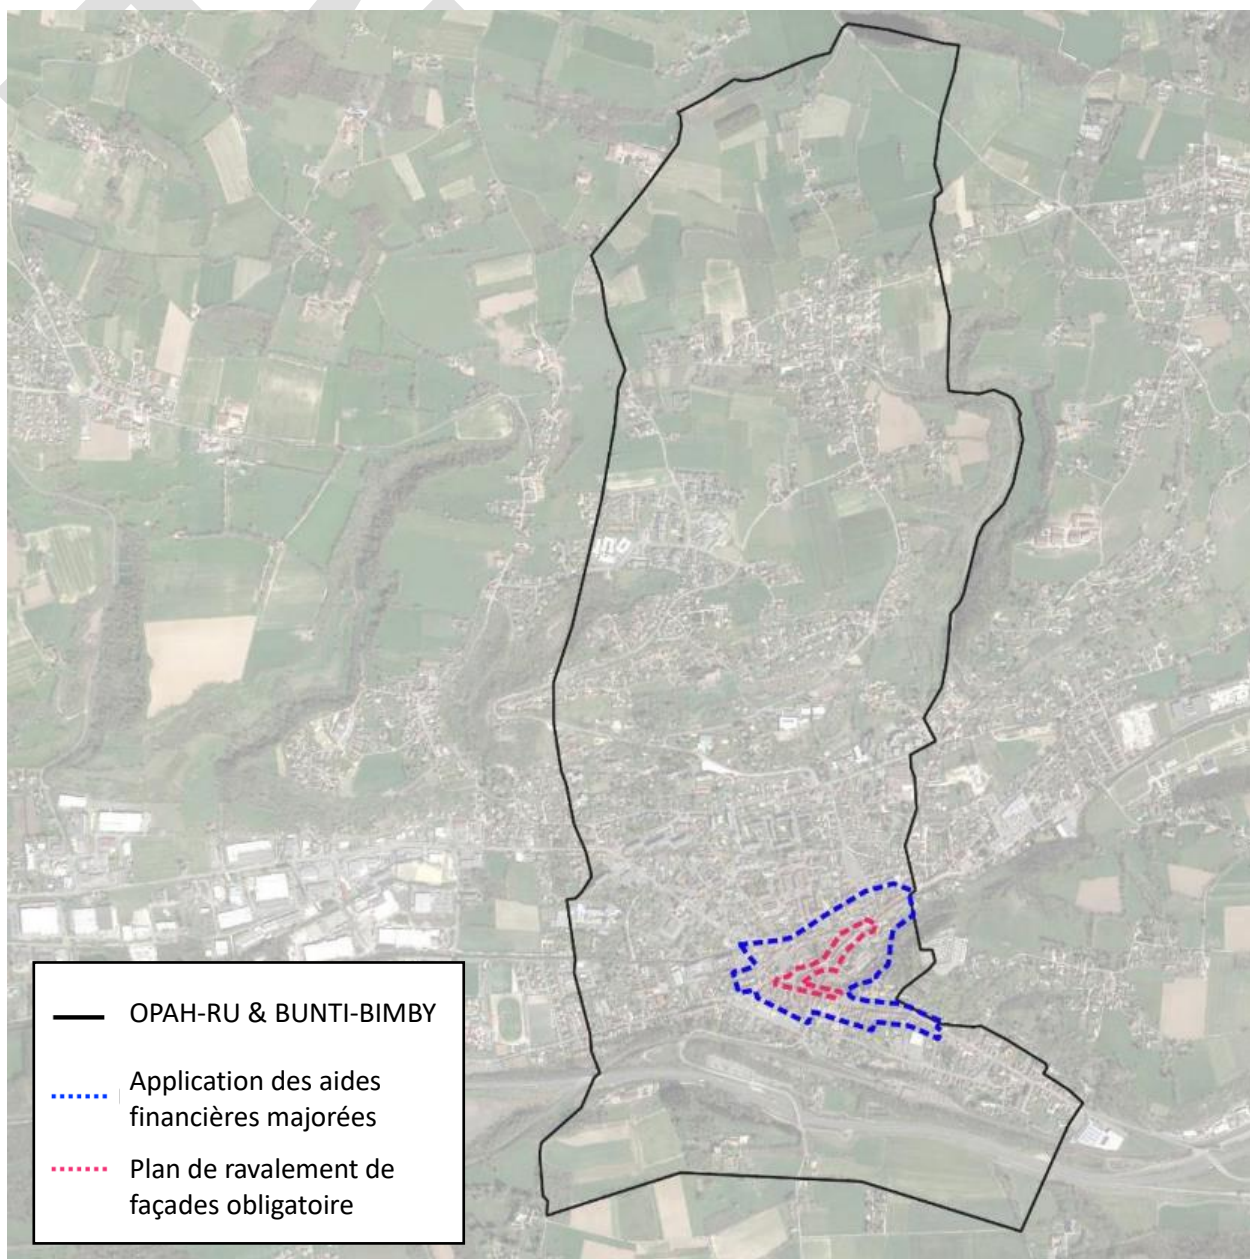 OPAH-RU & BUNTI-BIMBY
Application des aides
financières majorées
Plan de ravalement de
façades obligatoire